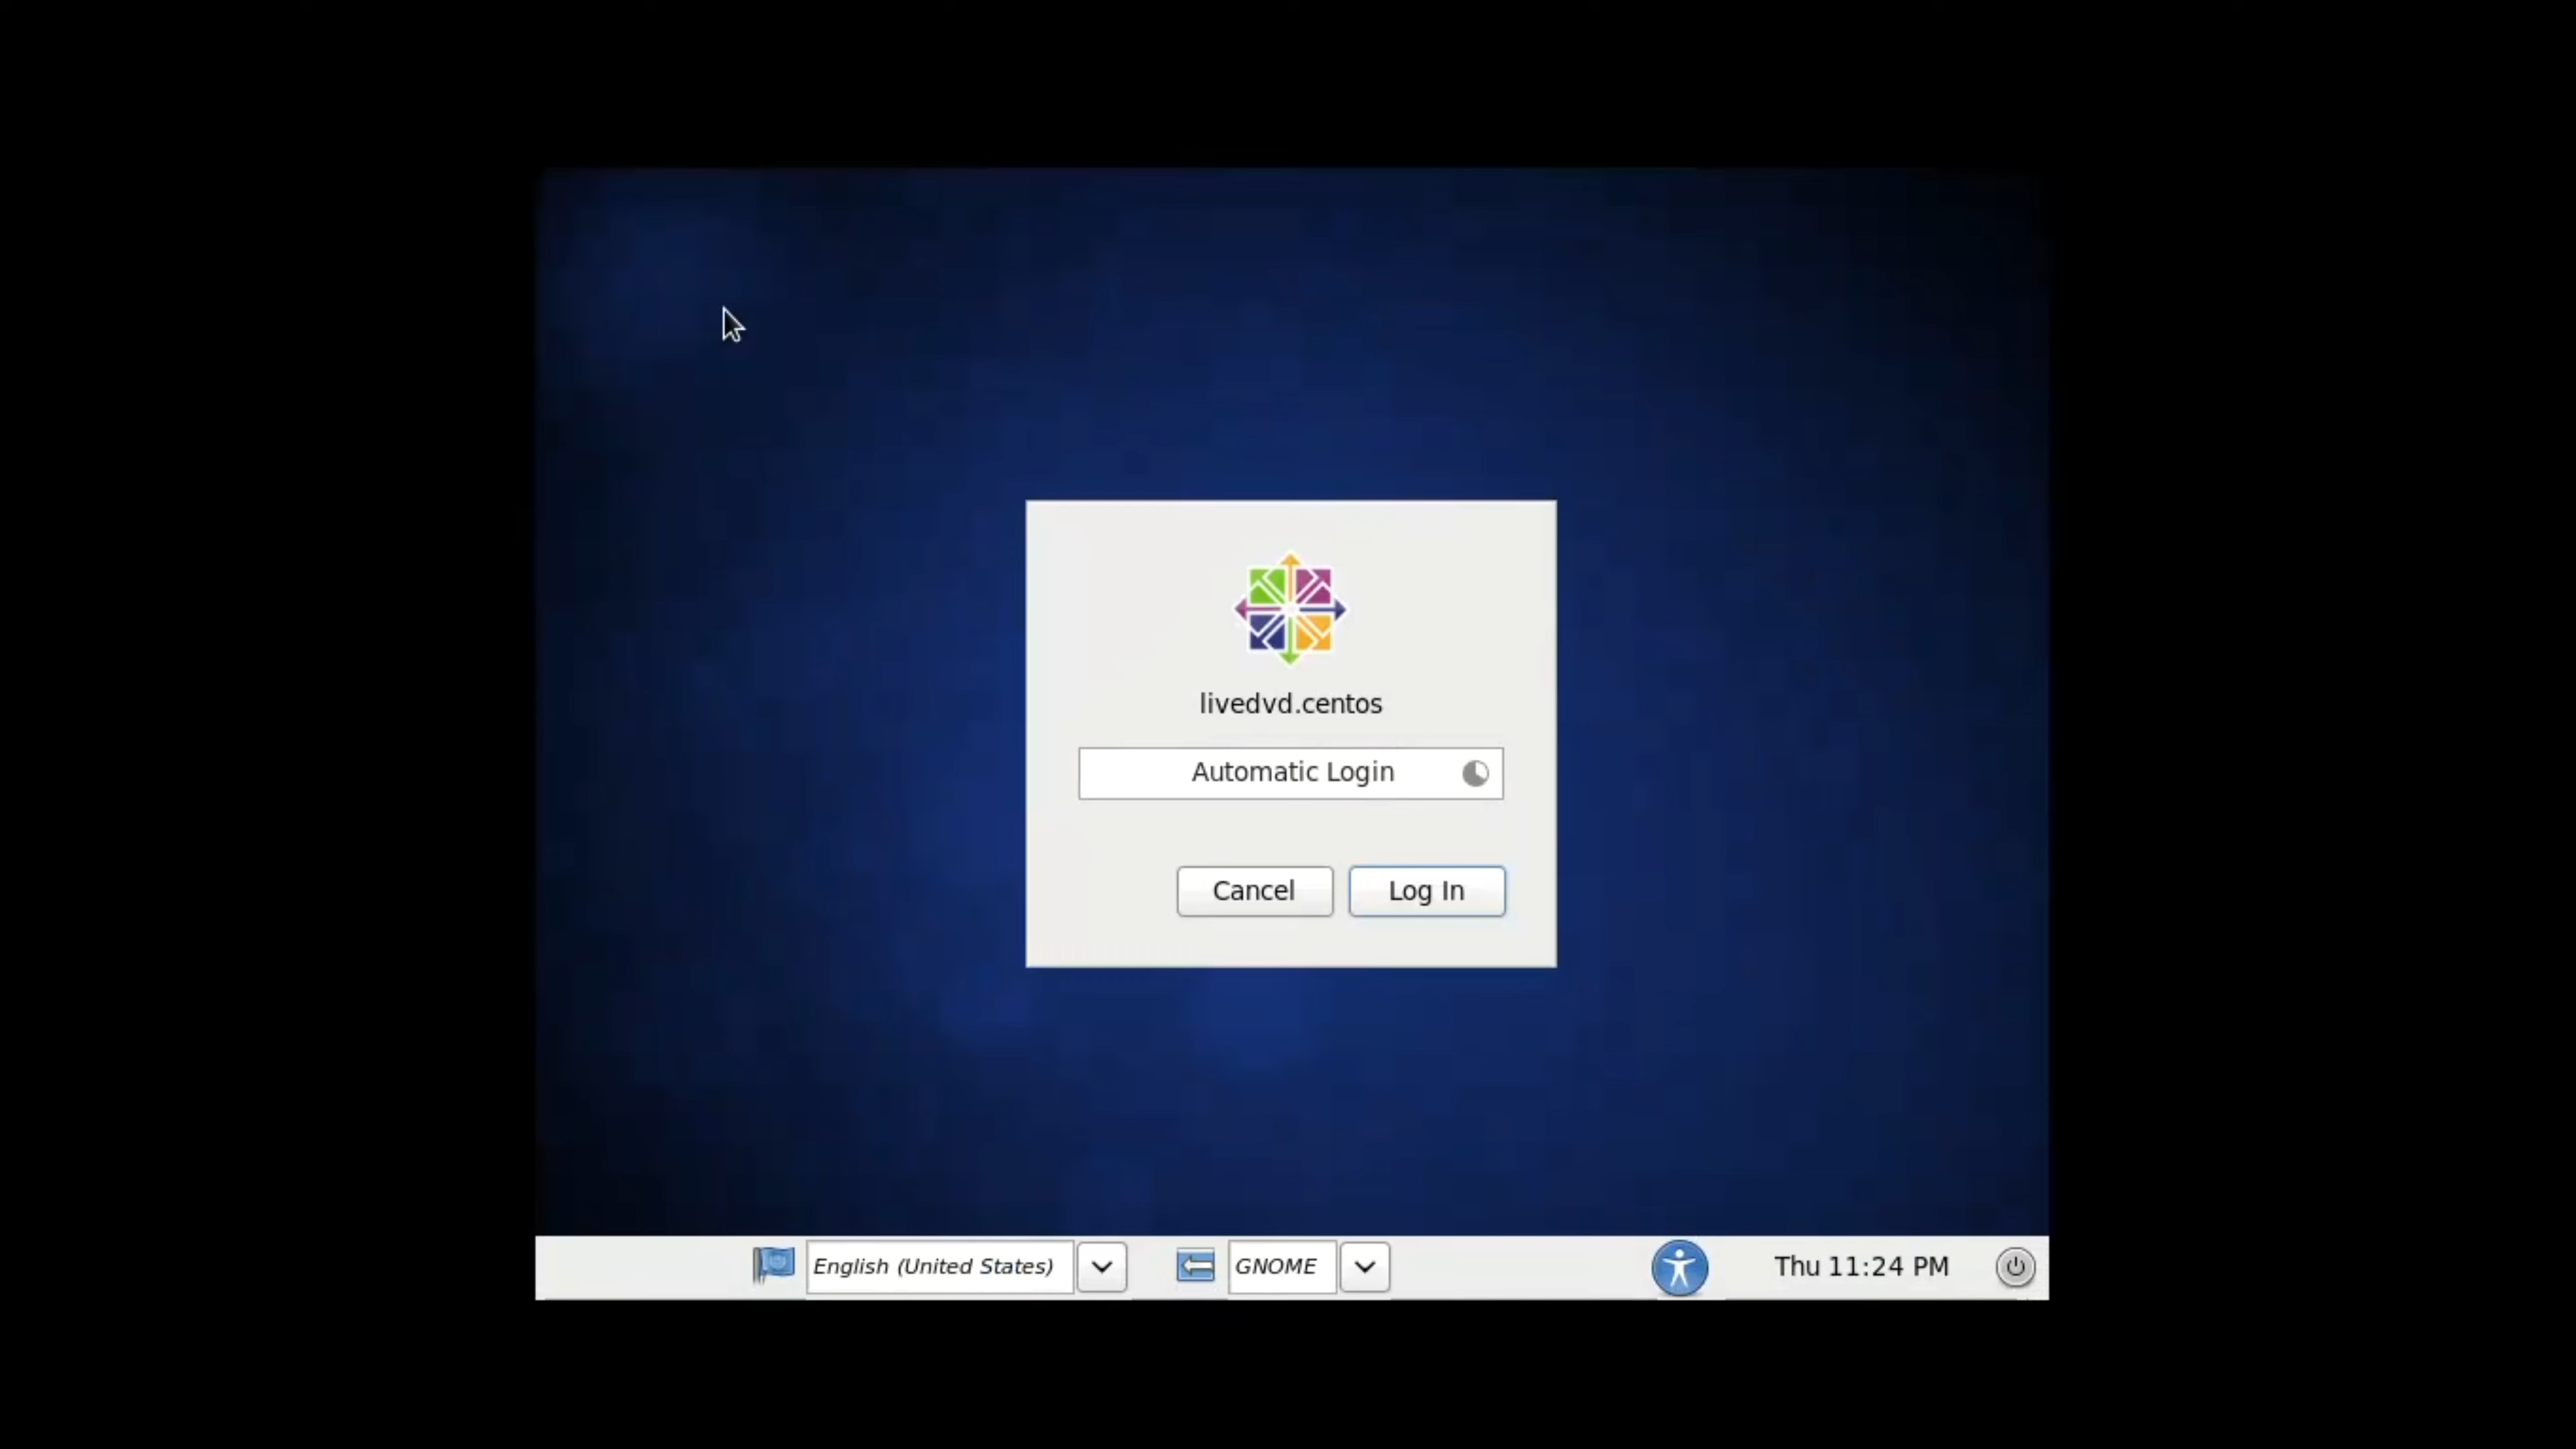 livedvd.centos
Automatic Login
Cancel
Log In
English (United States)
GNOME
Thu 11:24 PM